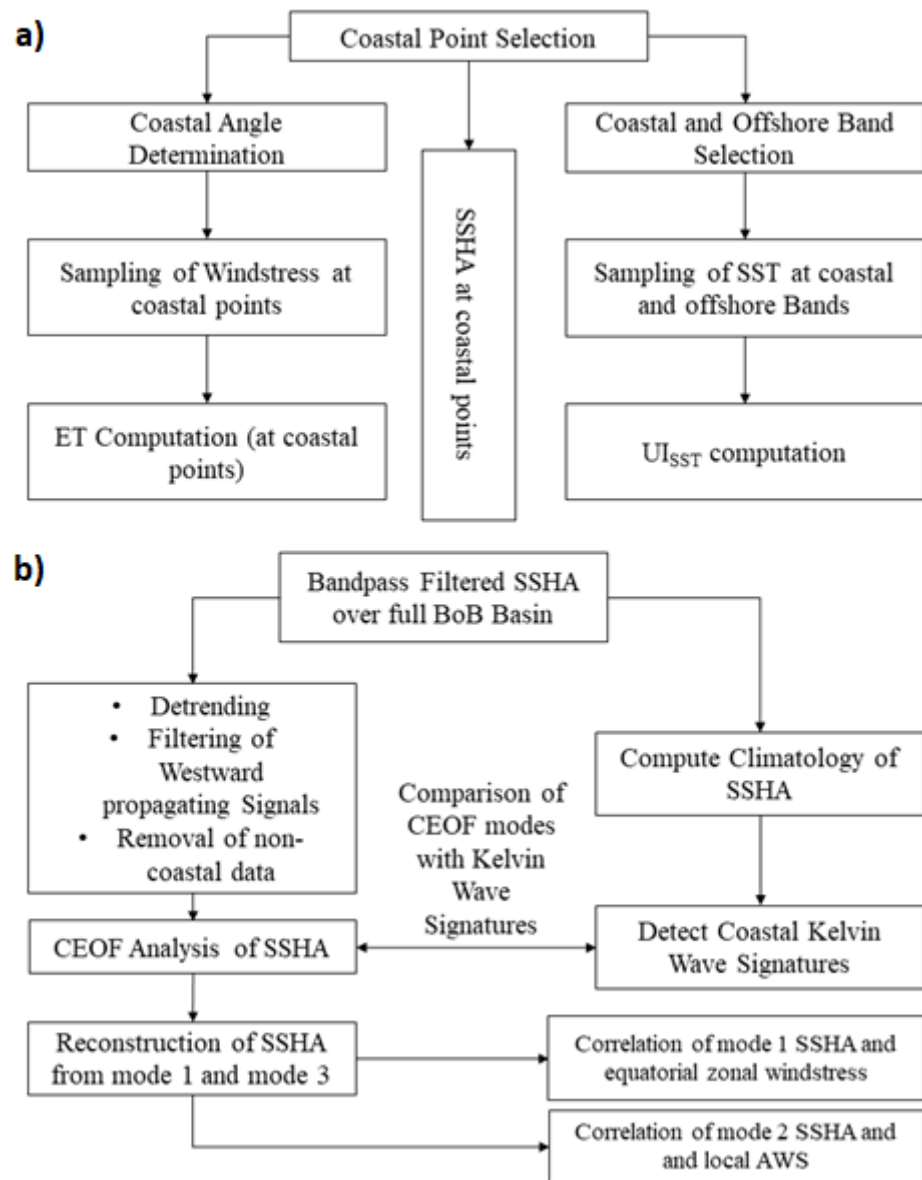 a)
Coastal Point Selection
Coastal Angle
Determination
Coastal and Offshore Band
Selection
SSHA at coastal points
Sampling of Windstress at
coastal points
Sampling of SST at coastal
and offshore Bands
ET Computation (at coastal
points)
UISST computation
b)
Bandpass Filtered SSHA
over full BoB Basin
• Detrending
• Filtering of
Westward
propagating Signals
• Removal of non-
coastal data
Compute Climatology of
SSHA
Comparison of
CEOF modes
with Kelvin
Wave
Signatures
CEOF Analysis of SSHA
Detect Coastal Kelvin
Wave Signatures
Reconstruction of SSHA
from mode 1 and mode 3
Correlation of mode 1 SSHA and
equatorial zonal windstress
Correlation of mode 2 SSHA and
and local AWS